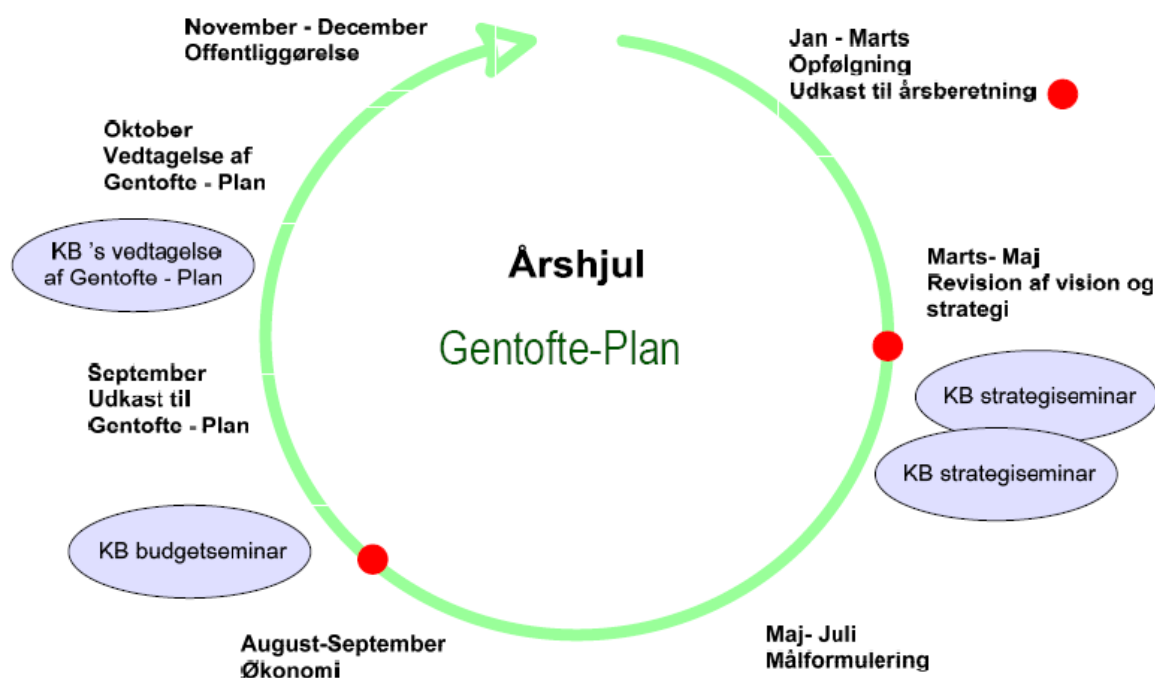 November - December
Offentliggørelse
Jan - Marts
Opfølgning
Udkast til årsberetning
Oktober
Vedtagelse af
Gentofte - Plan
KB 's vedtagelse
af Gentofte - Plan
Årshjul
Gentofte-Plan
Marts- Maj
Revision af vision og
strategi
KB strategiseminar
KB strategiseminar
September
Udkast til
Gentofte - Plan
KB budgetseminar
August-September
Økonomi
Maj- Juli
Målformulering